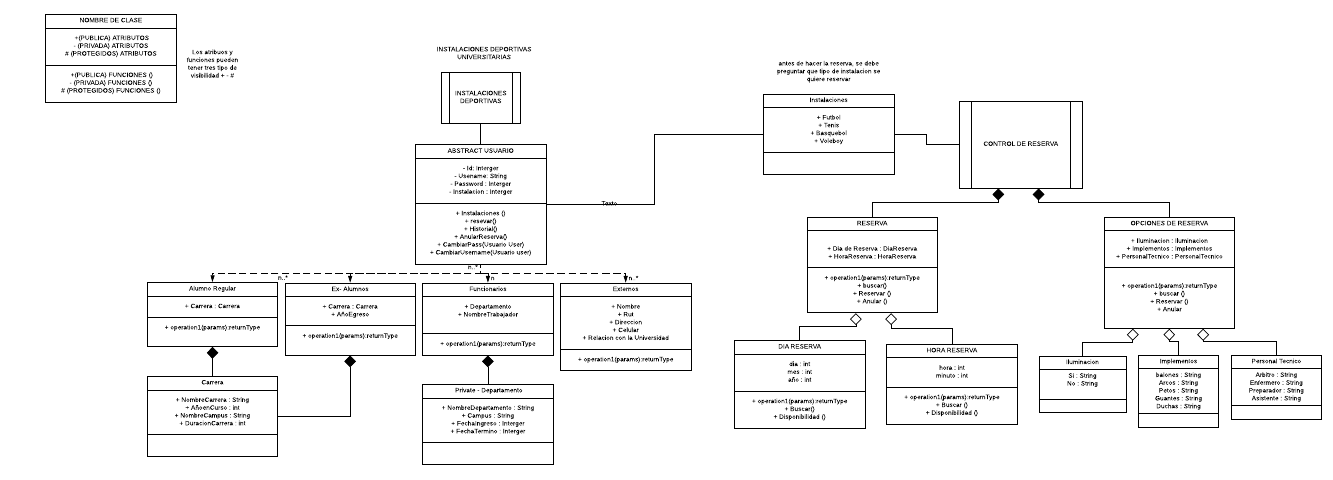 NOMBRE DE CLASE
+(PUBLICA) ATRIBUTOS
- (PRIVADA) ATRIBUTOS
# (PROTEGIDOS) ATRIBUTOS
+(PUBLICA) FUNCIONES ()
- (PRIVADA) FUNCIONES ()
# (PROTEGIDOS) FUNCIONES ()
Los atribuos y
funciones pueden
tener tres tipo de
visibilidad + - #
INSTALACIONES DEPORTIVAS
UNIVERSITARIAS
INSTALACIONES
DEPORTIVAS
ABSTRACT USUARIO
- Id: Interger
- Usename: String
- Password : Interger
- Instalacion : Interger
+ Instalaciones ()
+ resevar()
+ Historial()
+ AnularReserva()
+ CambiarPass(Usuario User)
+ CambiarUsername(Usuario user)
Texto
antes de hacer la reserva, se debe
preguntar que tipo de instalacion se
quiere reservar
Instalaciones
+ Futbol
+ Tenis
+ Basquebol
+ Voleboy
CONTROL DE RESERVA
n..*
n..*
n
n..*
Alumno Regular
+ Carrera : Carrera
+ operation1(params):returnType
Ex- Alumnos
+ Carrera : Carrera
+ AñoEgreso
+ operation1(params):returnType
Funcionarios
+ Departamento
+ NombreTrabajador
+ operation1(params):returnType
Externos
+ Nombre
+ Rut
+ Direccion
+ Celular
+ Relacion con la Universidad
+ operation1(params):returnType
Carrera
+ NombreCarrera : String
+ AñoenCurso : int
+ NombreCampus : String
+ DuracionCarrera : int
Private - Departamento
+ NombreDepartamento : String
+ Campus : String
+ FechaIngreso : Interger
+ FechaTermino : Interger
RESERVA
+ Dia de Reserva : DiaReserva
+ HoraReserva : HoraReserva
+ operation1(params):returnType
+ buscar()
+ Reservar ()
+ Anular ()
OPCIONES DE RESERVA
+ Iluminacion : Iluminacion
+ Implementos : Implementos
+ PersonalTecnico : PersonalTecnico
+ operation1(params):returnType
+ buscar ()
+ Reservar ()
+ Anular
DIA RESERVA
dia : int
mes : int
año : int
+ operation1(params):returnType
+ Buscar()
+ Disponibilidad ()
HORA RESERVA
hora : int
minuto : int
+ operation1(params):returnType
+ Buscar ()
+ Disponibilidad ()
Iluminacion
Si : String
No : String
Implementos
balones : String
Arcos : String
Petos : String
Guantes : String
Duchas : String
Personal Tecnico
Arbitro : String
Enfermero : String
Preparador : String
Asistente : String